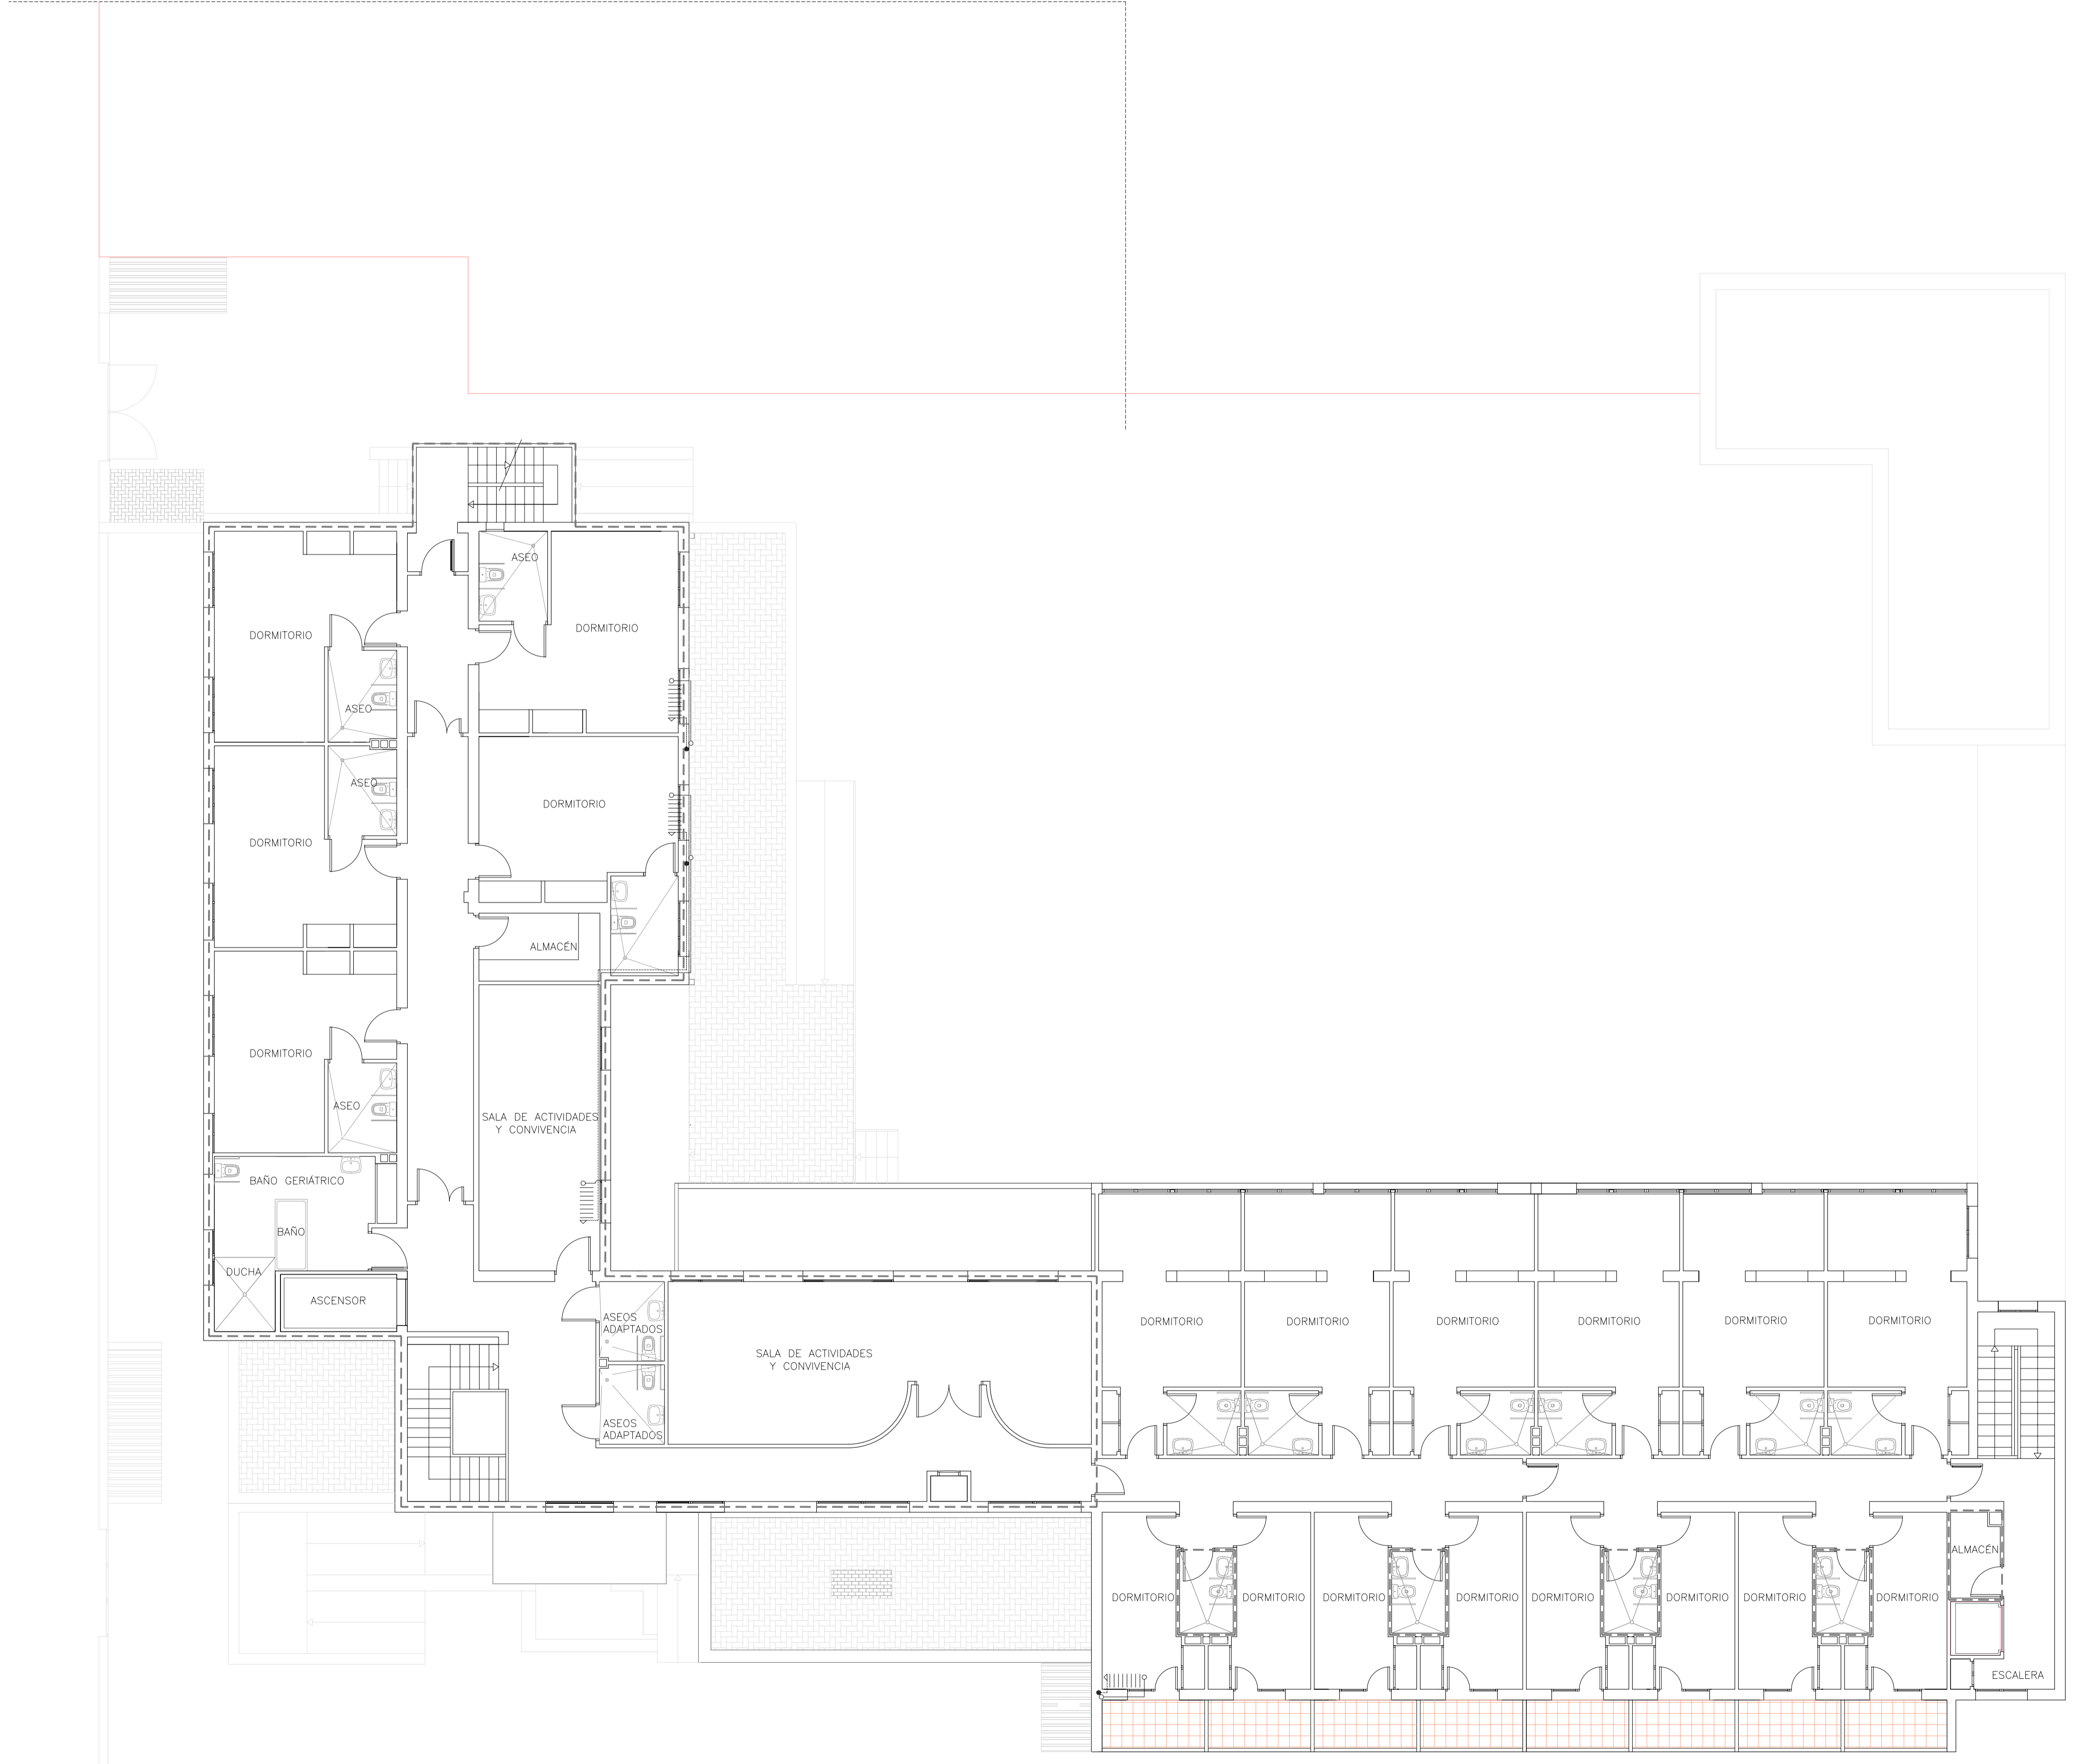 ASEO
DORMITORIO
DORMITORIO
ASEO
ASEO
DORMITORIO
DORMITORIO
ALMACÉN
DORMITORIO
ASEO
SALA DE ACTIVIDADES
Y CONVIVENCIA
BAÑO GERIÁTRICO
BAÑO
DUCHA
ASCENSOR
ASEOS
ADAPTADOS
SALA DE ACTIVIDADES
Y CONVIVENCIA
ASEOS
ADAPTADOS
DORMITORIO
DORMITORIO
DORMITORIO
DORMITORIO
DORMITORIO
DORMITORIO
ALMACÉN
DORMITORIO
DORMITORIO
DORMITORIO
DORMITORIO
DORMITORIO
DORMITORIO
DORMITORIO
DORMITORIO
ESCALERA